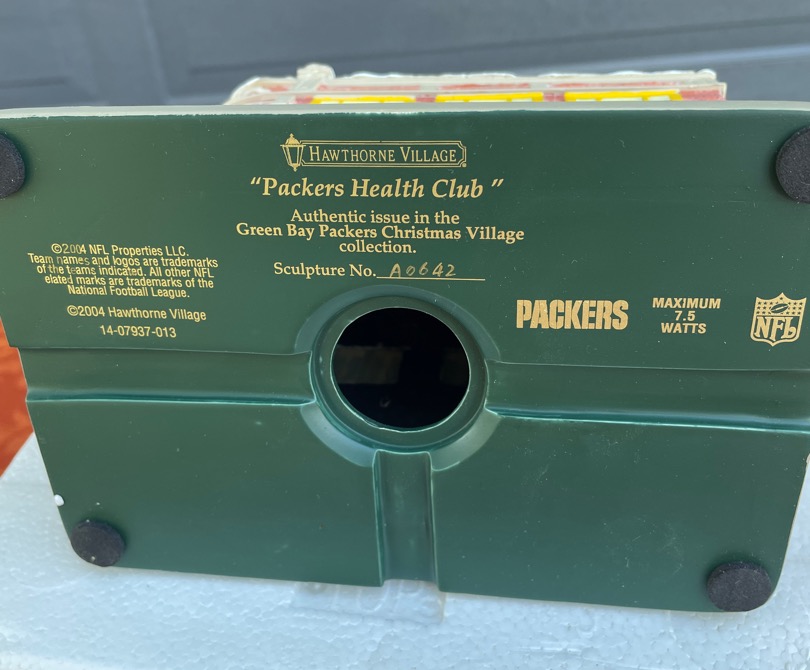 HAWTHORNE VILLAGE
"Packers Health Club"
Authentic issue in the
Green Bay Packers Christmas Village
collection.
Sculpture No. A0642
©2004 NFL Properties LLC.
Team names and logos are trademarks
of the teams indicated. All other NFL
elated marks are trademarks of the
National Football League.
©2004 Hawthorne Village
14-07937-013
PACKERS
MAXIMUM
7.5
WATTS
NFL